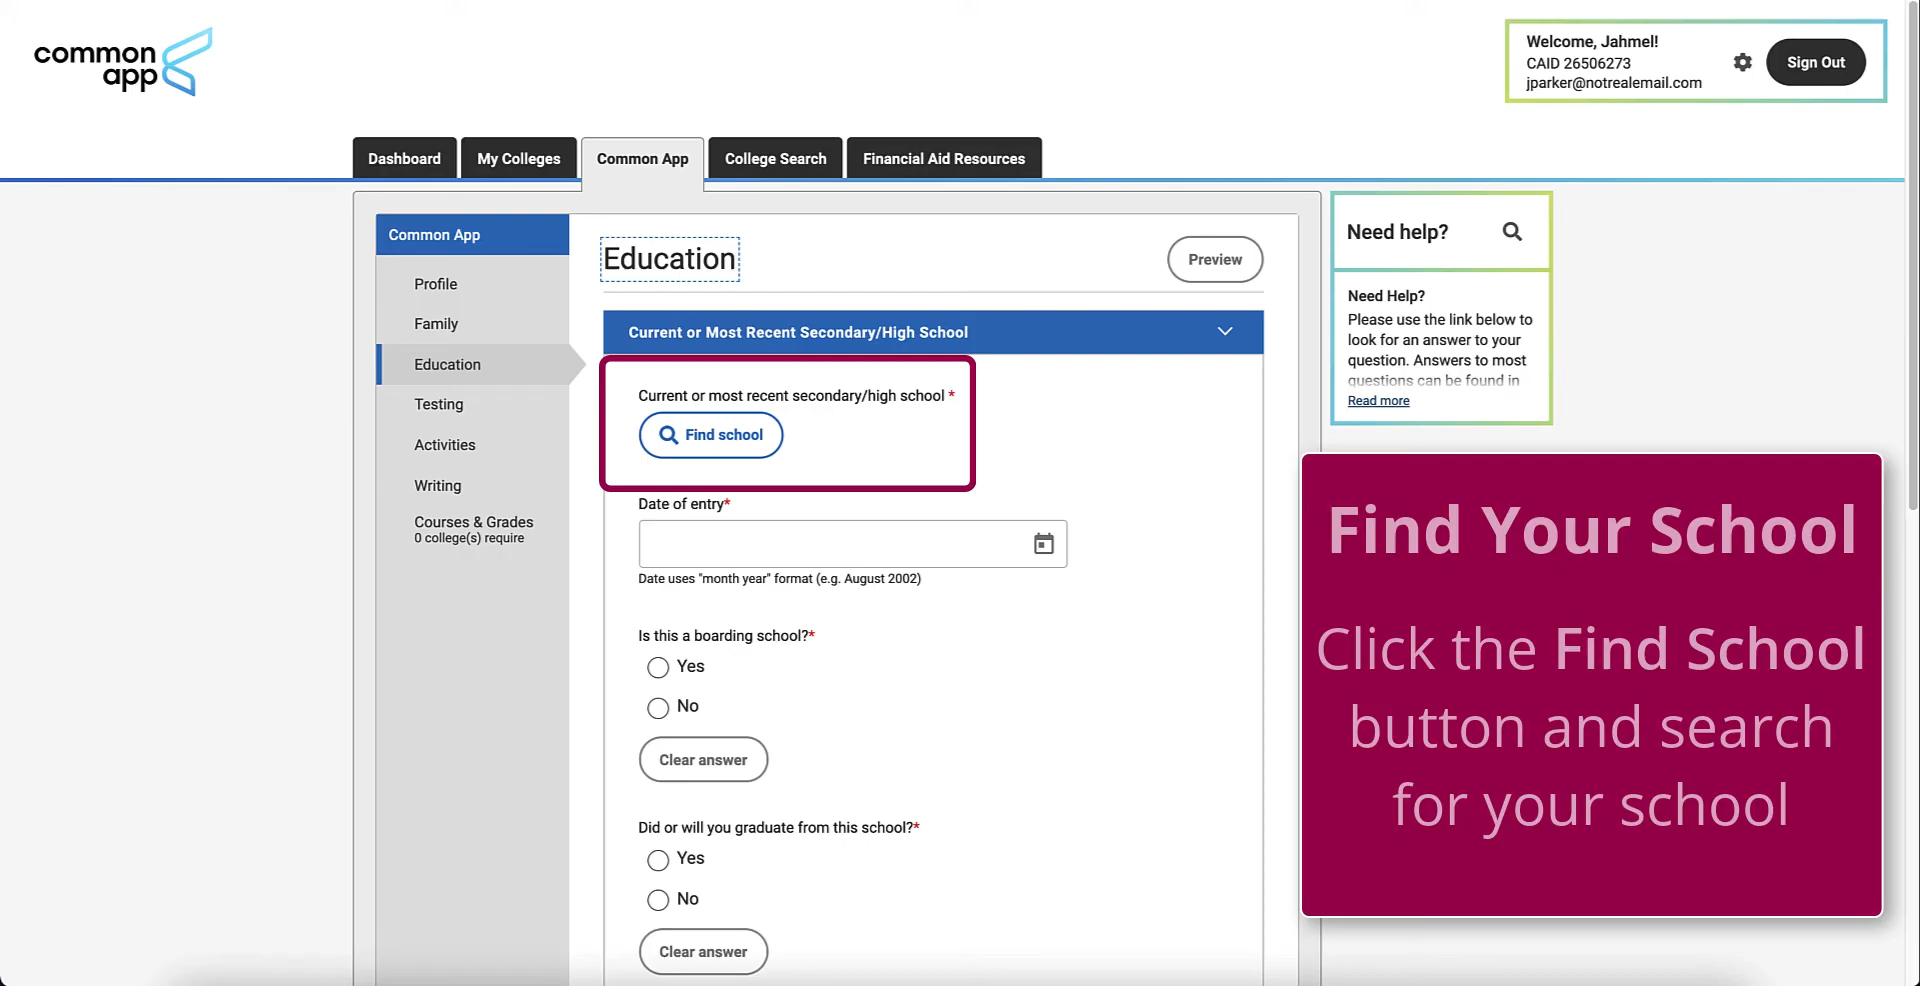 common
app
Welcome, Jahmel!
CAID 26506273
jparker@notrealemail.com
Sign Out
Dashboard
My Colleges
Common App
College Search
Financial Aid Resources
Common App
Profile
Family
Education
Testing
Activities
Writing
Courses & Grades
0 college(s) require
Education
Preview
Current or Most Recent Secondary/High School
Current or most recent secondary/high school *
Find school
Date of entry*
Date uses "month year" format (e.g. August 2002)
Is this a boarding school?*
Yes
No
Clear answer
Did or will you graduate from this school?*
Yes
No
Clear answer
Need help?
Need Help?
Please use the link below to
look for an answer to your
question. Answers to most
questions can be found in
Read more
Find Your School
Click the Find School
button and search
for your school